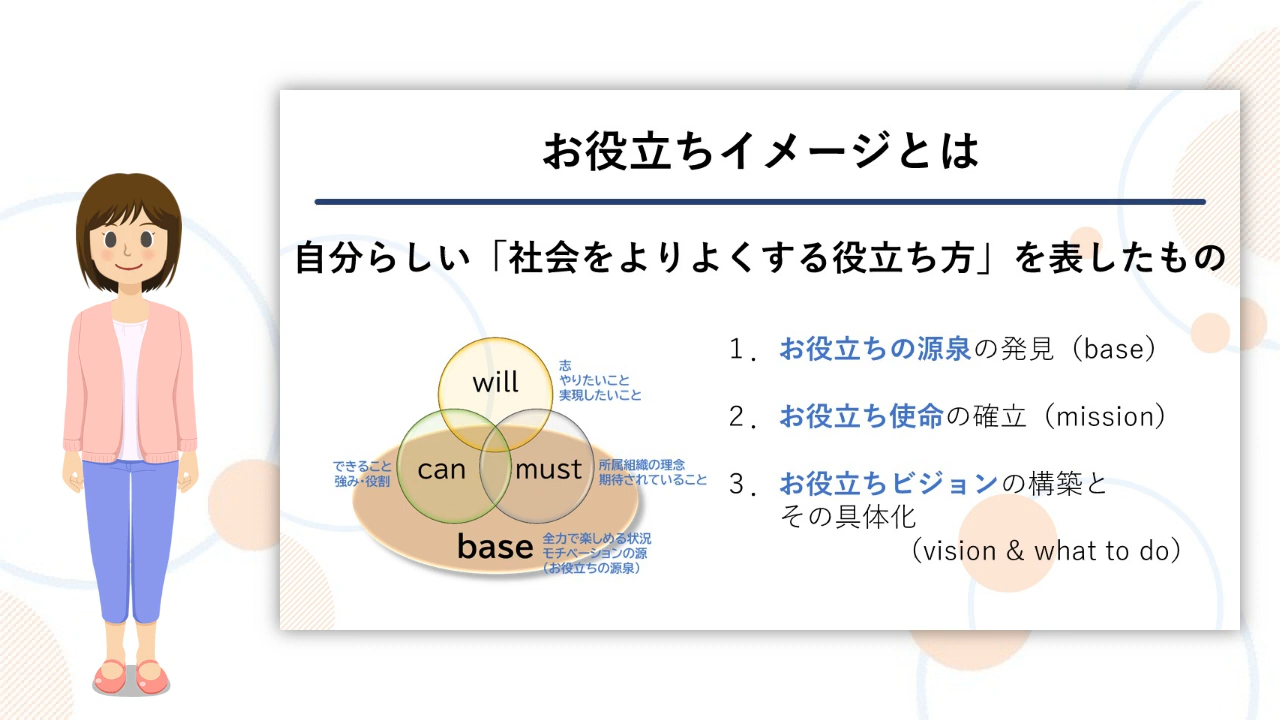 お役立ちイメージとは
自分らしい「社会をよりよくする役立ち方」を表したもの
will
志
やりたいこと
実現したいこと
can
できること
強み・役割
must
所属組織の理念
期待されていること
base
全力で楽しめる状況
モチベーションの源
(お役立ちの源泉)
1. お役立ちの源泉の発見（base）
2. お役立ち使命の確立（mission）
3. お役立ちビジョンの構築と
その具体化
（vision & what to do）